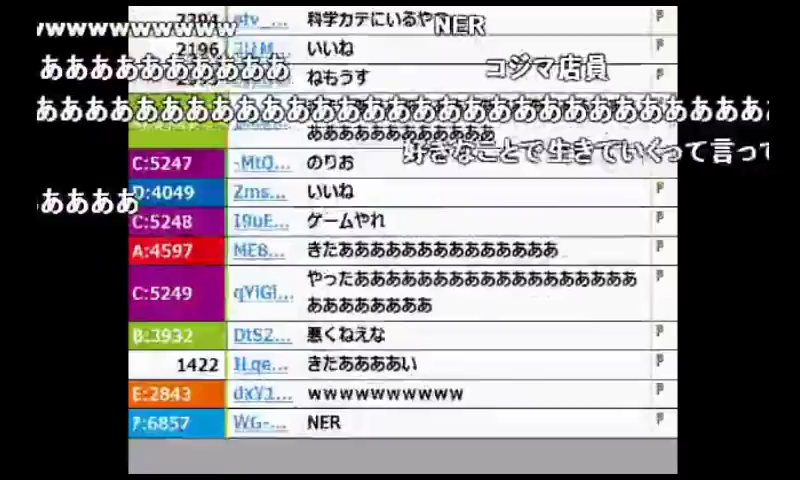 wwwwwwwwwww
NER
科学カテにいるや
2196 いいね
ああああああああああ
コジマ店員
ねもうす
ああああああああああああああああああああああああああああああ
ああああああああああああ
好きなことで生きていくって言って
C:5247 -MtQ... のりお
D:4049 Zms... いいね
ああああ
C:5248 I9uE... ゲームやれ
A:4597 ME8... きたああああああああああああああ
C:5249 qYiGi... やったああああああああああああああああああ
ああああああああ
B:3932 DtSZ... 悪くねえな
1422 ILqe... きたああああい
E:2843 dxY1... wwwwwwwwww
ｱ:6857 WG-... NER